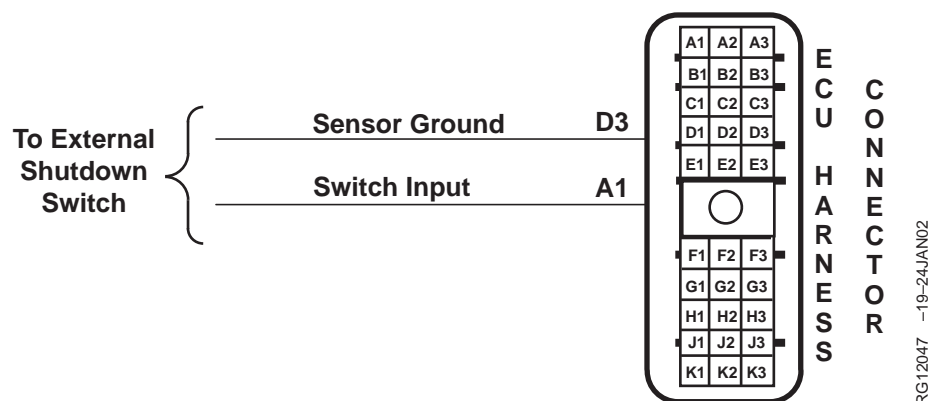 To External
Shutdown
Switch
Sensor Ground D3
Switch Input A1
A1 A2 A3
B1 B2 B3
C1 C2 C3
D1 D2 D3
E1 E2 E3
F1 F2 F3
G1 G2 G3
H1 H2 H3
J1 J2 J3
K1 K2 K3
ECU HARNESS
CONNECTOR
RG12047 –19–24JAN02